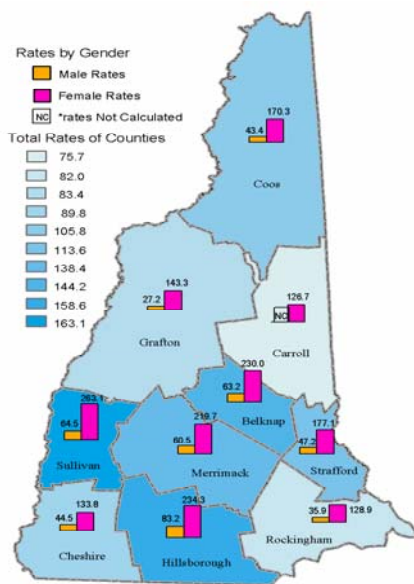 Rates by Gender
Male Rates
Female Rates
NC *rates Not Calculated
Total Rates of Counties
75.7
82.0
83.4
89.8
105.8
113.6
138.4
144.2
158.6
163.1
43.4 170.3
Coos
27.2 143.3
Grafton
NC 126.7
Carroll
63.2 230.0
Belknap
64.5 263.1
Sullivan
60.5 219.7
Merrimack
47.2 177.1
Strafford
44.5 133.8
Cheshire
83.2 234.3
Hillsborough
35.9 128.9
Rockingham